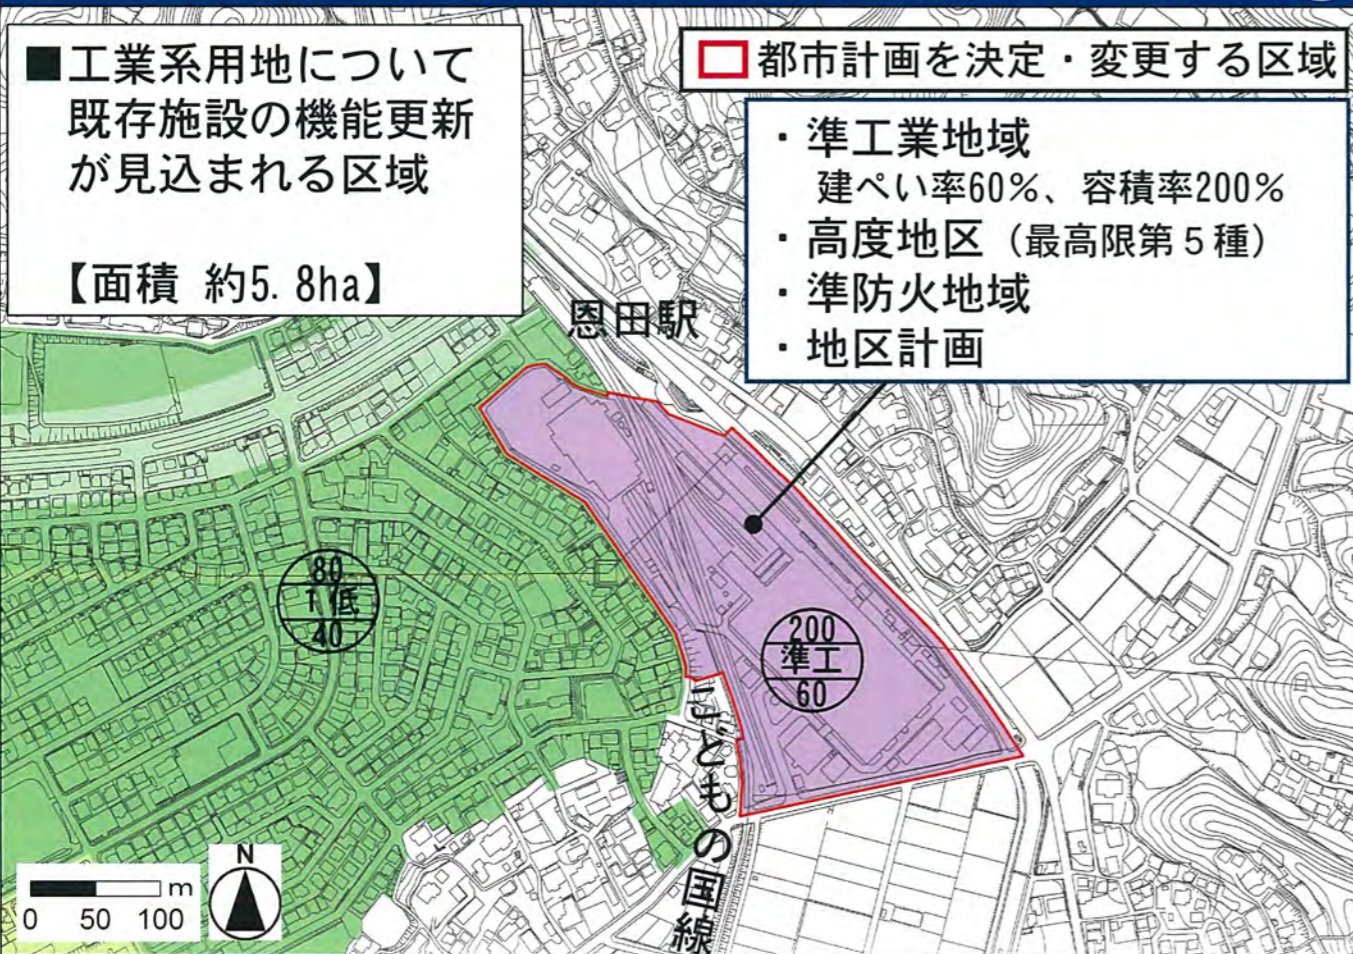 ■工業系用地について
既存施設の機能更新
が見込まれる区域
【面積 約5.8ha】
都市計画を決定・変更する区域
・準工業地域
建ぺい率60%、容積率200%
・高度地区（最高限第5種）
・準防火地域
・地区計画
恩田駅
80
1低
40
200
準工
60
こどもの国線
N
m
0 50 100